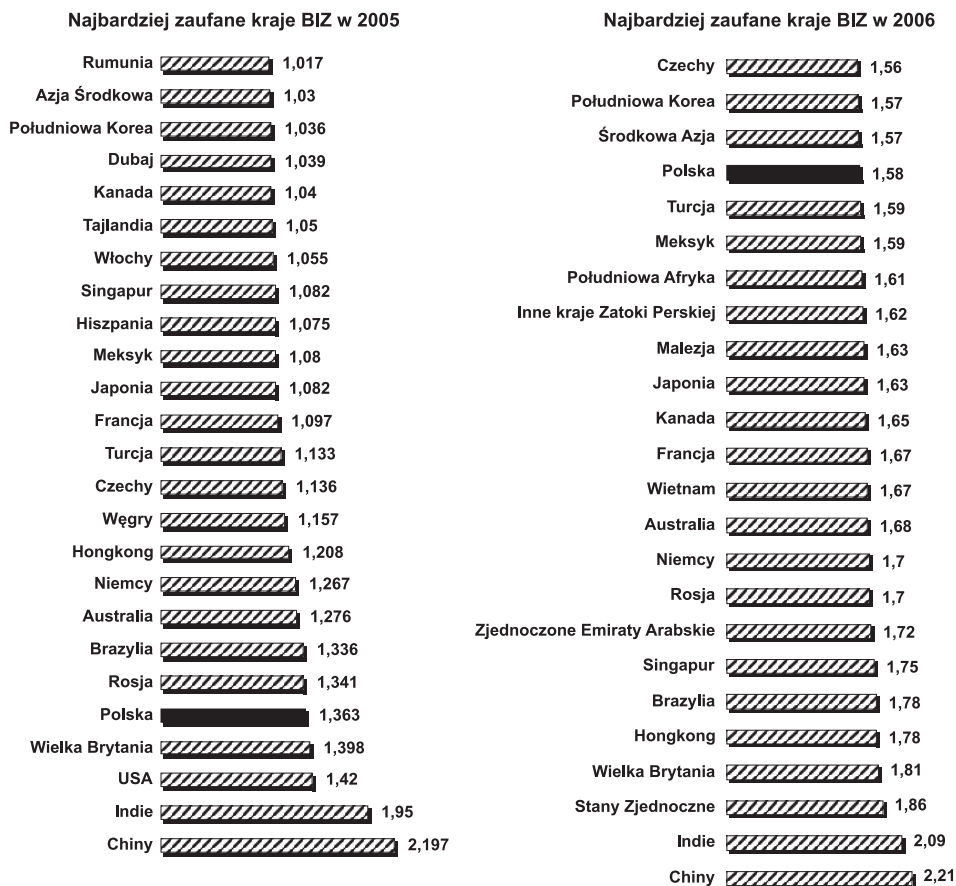 Najbardziej zaufane kraje BIZ w 2005
Rumunia 1,017
Azja Środkowa 1,03
Południowa Korea 1,036
Dubaj 1,039
Kanada 1,04
Tajlandia 1,05
Włochy 1,055
Singapur 1,082
Hiszpania 1,075
Meksyk 1,08
Japonia 1,082
Francja 1,097
Turcja 1,133
Czechy 1,136
Węgry 1,157
Hongkong 1,208
Niemcy 1,267
Australia 1,276
Brazylia 1,336
Rosja 1,341
Polska 1,363
Wielka Brytania 1,398
USA 1,42
Indie 1,95
Chiny 2,197
Najbardziej zaufane kraje BIZ w 2006
Czechy 1,56
Południowa Korea 1,57
Środkowa Azja 1,57
Polska 1,58
Turcja 1,59
Meksyk 1,59
Południowa Afryka 1,61
Inne kraje Zatoki Perskiej 1,62
Malezja 1,63
Japonia 1,63
Kanada 1,65
Francja 1,67
Wietnam 1,67
Australia 1,68
Niemcy 1,7
Rosja 1,7
Zjednoczone Emiraty Arabskie 1,72
Singapur 1,75
Brazylia 1,78
Hongkong 1,78
Wielka Brytania 1,81
Stany Zjednoczne 1,86
Indie 2,09
Chiny 2,21